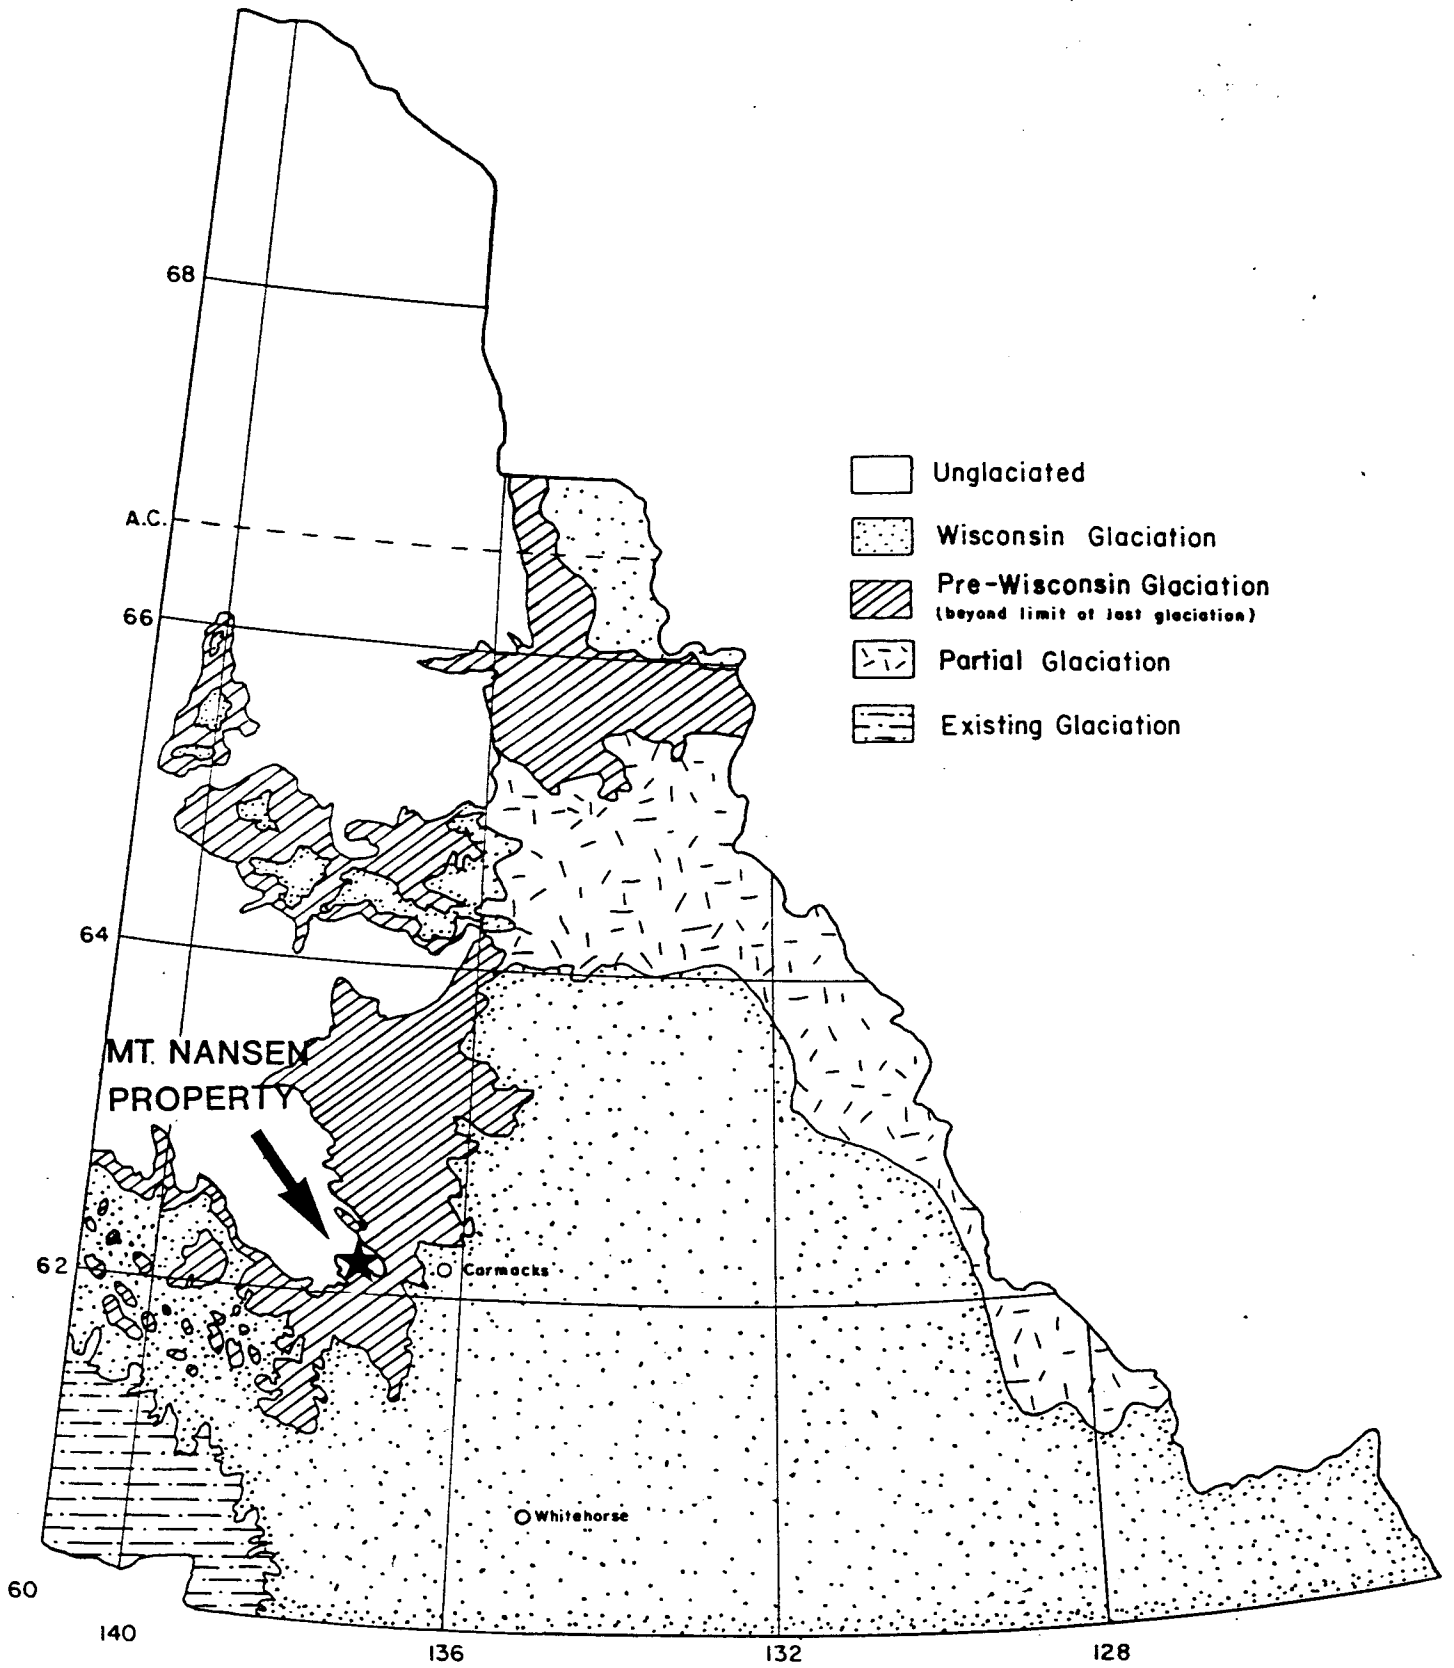 68
Unglaciated
A.C.
Wisconsin Glaciation
Pre-Wisconsin Glaciation
(beyond limit of last glaciation)
66
Partial Glaciation
Existing Glaciation
64
MT. NANSEN
PROPERTY
62
Carmacks
Whitehorse
60
140
136
132
128